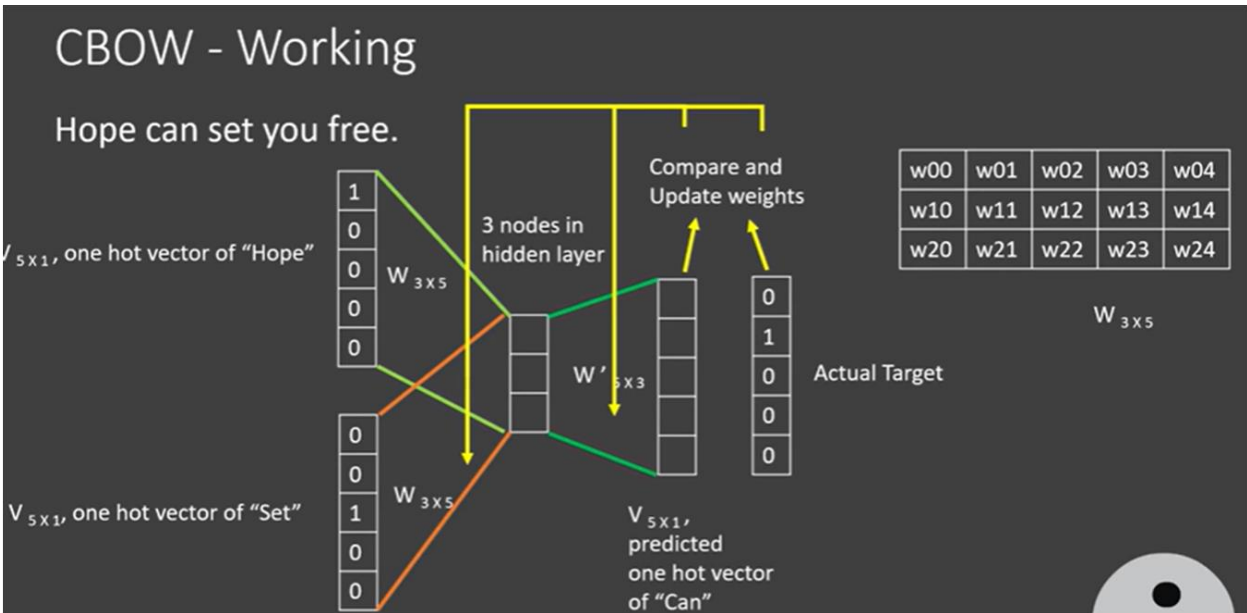 CBOW - Working
Hope can set you free.
Compare and
Update weights
w00 w01 w02 w03 w04
w10 w11 w12 w13 w14
w20 w21 w22 w23 w24
W 3 X 5
1
0
0
0
0
V 5 X 1, one hot vector of “Hope”
W 3 X 5
3 nodes in
hidden layer
W’ 5 X 3
0
1
0
0
0
Actual Target
0
0
1
0
0
V 5 X 1, one hot vector of “Set”
W 3 X 5
V 5 X 1,
predicted
one hot vector
of “Can”